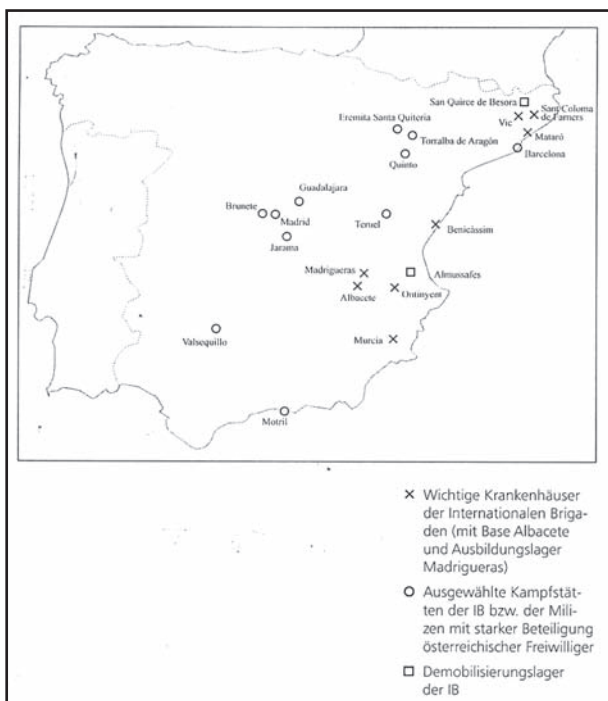 San Quirce de Besora
Sant Coloma
de Farners
Vic
Mataró
Barcelona
Eremita Santa Quiteria
Torralba de Aragón
Quinto
Guadalajara
Brunete
Madrid
Jarama
Teruel
Benicàssim
Madrigueras
Albacete
Almussafes
Ontinyent
Murcia
Valsequillo
Motril
Wichtige Krankenhäuser
der Internationalen Briga-
den (mit Base Albacete
und Ausbildungslager
Madrigueras)
Ausgewählte Kampfstät-
ten der IB bzw. der Mili-
zen mit starker Beteiligung
österreichischer Freiwilliger
Demobilisierungslager
der IB